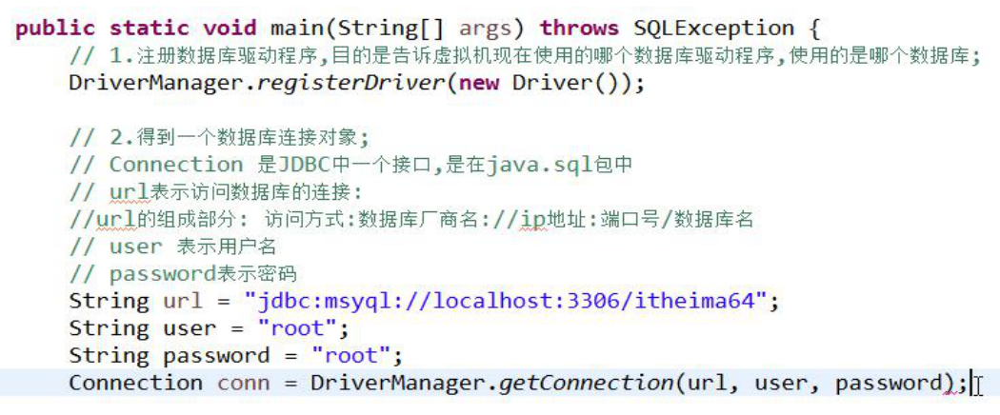 public static void main(String[] args) throws SQLException {
// 1.注册数据库驱动程序,目的是告诉虚拟机现在使用的哪个数据库驱动程序,使用的是哪个数据库;
DriverManager.registerDriver(new Driver());
// 2.得到一个数据库连接对象;
// Connection 是JDBC中一个接口,是在java.sql包中
// url表示访问数据库的连接:
//url的组成部分: 访问方式:数据库厂商名://ip地址:端口号/数据库名
// user 表示用户名
// password表示密码
String url = "jdbc:msyql://localhost:3306/itheima64";
String user = "root";
String password = "root";
Connection conn = DriverManager.getConnection(url, user, password);